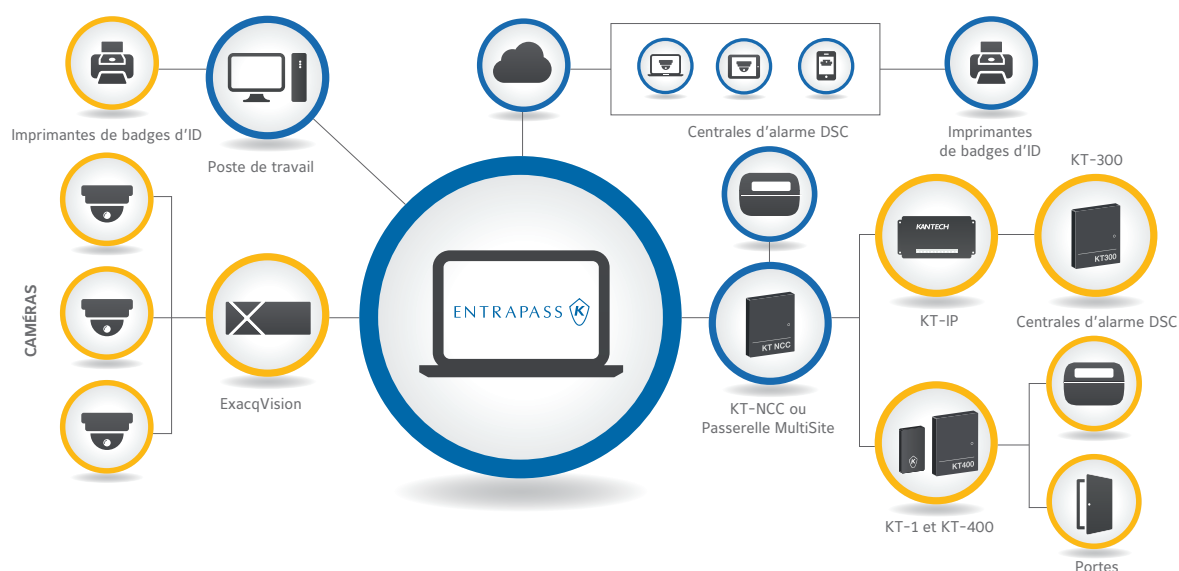 Imprimantes de badges d'ID
Poste de travail
Centrales d'alarme DSC
Imprimantes
de badges d'ID
KT-300
CAMÉRAS
ExacqVision
ENTRAPASS K
KT NCC
KT-NCC ou
Passerelle MultiSite
KANTECH
KT-IP
KT300
Centrales d'alarme DSC
K
KT400
KT-1 et KT-400
Portes